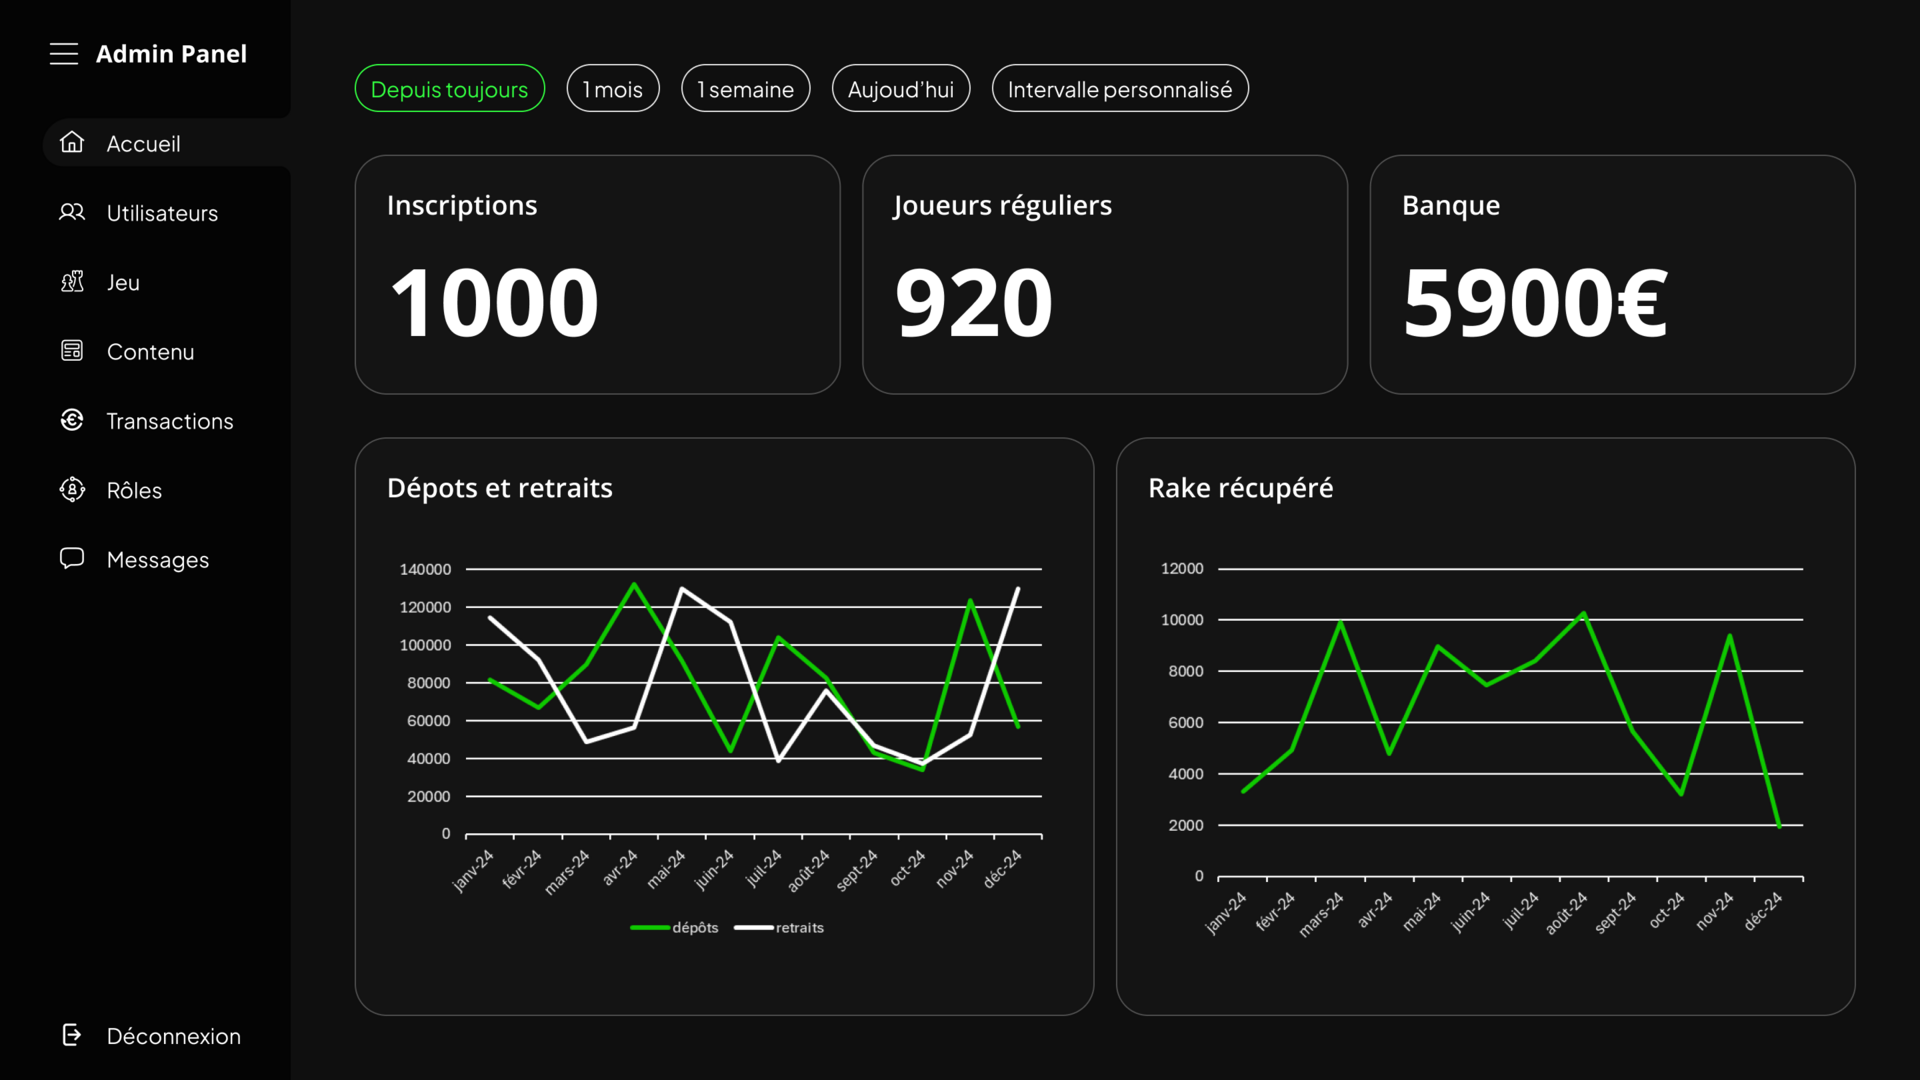 Admin Panel
Accueil
Utilisateurs
Jeu
Contenu
Transactions
Rôles
Messages
Déconnexion
Depuis toujours
1 mois
1 semaine
Aujoud’hui
Intervalle personnalisé
Inscriptions
1000
Joueurs réguliers
920
Banque
5900€
Dépots et retraits
140000
120000
100000
80000
60000
40000
20000
0
janv-24
févr-24
mars-24
avr-24
mai-24
juin-24
juil-24
août-24
sept-24
oct-24
nov-24
déc-24
dépôts
retraits
Rake récupéré
12000
10000
8000
6000
4000
2000
0
janv-24
févr-24
mars-24
avr-24
mai-24
juin-24
juil-24
août-24
sept-24
oct-24
nov-24
déc-24